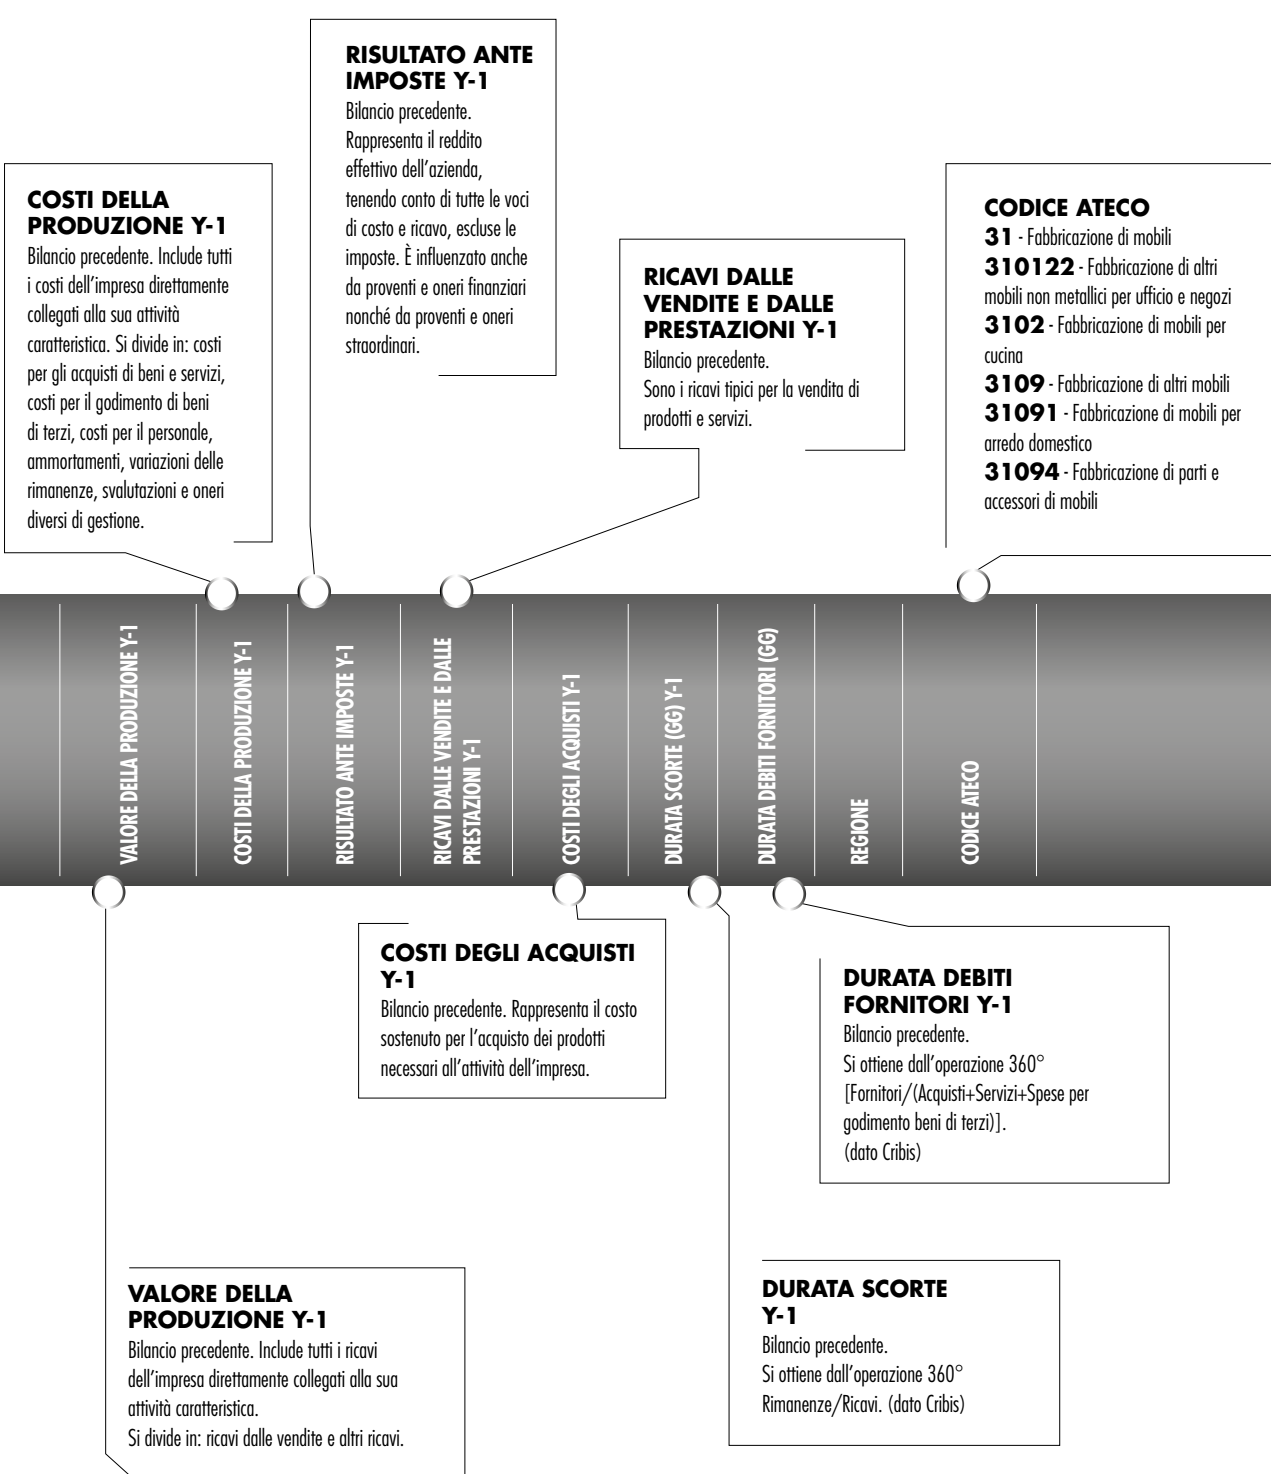 RISULTATO ANTE
IMPOSTE Y-1
Bilancio precedente.
Rappresenta il reddito
effettivo dell'azienda,
tenendo conto di tutte le voci
di costo e ricavo, escluse le
imposte. È influenzato anche
da proventi e oneri finanziari
nonché da proventi e oneri
straordinari.
COSTI DELLA
PRODUZIONE Y-1
Bilancio precedente. Include tutti
i costi dell'impresa direttamente
collegati alla sua attività
caratteristica. Si divide in: costi
per gli acquisti di beni e servizi,
costi per il godimento di beni
di terzi, costi per il personale,
ammortamenti, variazioni delle
rimanenze, svalutazioni e oneri
diversi di gestione.
RICAVI DALLE
VENDITE E DALLE
PRESTAZIONI Y-1
Bilancio precedente.
Sono i ricavi tipici per la vendita di
prodotti e servizi.
CODICE ATECO
31 - Fabbricazione di mobili
310122 - Fabbricazione di altri
mobili non metallici per ufficio e negozi
3102 - Fabbricazione di mobili per
cucina
3109 - Fabbricazione di altri mobili
31091 - Fabbricazione di mobili per
arredo domestico
31094 - Fabbricazione di parti e
accessori di mobili
VALORE DELLA PRODUZIONE Y-1
COSTI DELLA PRODUZIONE Y-1
RISULTATO ANTE IMPOSTE Y-1
RICAVI DALLE VENDITE E DALLE
PRESTAZIONI Y-1
COSTI DEGLI ACQUISTI Y-1
DURATA SCORTE (GG) Y-1
DURATA DEBITI FORNITORI (GG)
REGIONE
CODICE ATECO
COSTI DEGLI ACQUISTI
Y-1
Bilancio precedente. Rappresenta il costo
sostenuto per l'acquisto dei prodotti
necessari all'attività dell'impresa.
DURATA DEBITI
FORNITORI Y-1
Bilancio precedente.
Si ottiene dall'operazione 360°
[Fornitori/(Acquisti+Servizi+Spese per
godimento beni di terzi)].
(dato Cribis)
VALORE DELLA
PRODUZIONE Y-1
Bilancio precedente. Include tutti i ricavi
dell'impresa direttamente collegati alla sua
attività caratteristica.
Si divide in: ricavi dalle vendite e altri ricavi.
DURATA SCORTE
Y-1
Bilancio precedente.
Si ottiene dall'operazione 360°
Rimanenze/Ricavi. (dato Cribis)